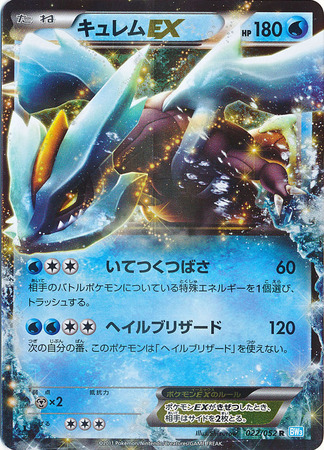 たね
キュレムEX
HP 180
いてつくつばさ 60
相手のバトルポケモンについている特殊エネルギーを1個選び、
トラッシュする。
ヘイルブリザード 120
次の自分の番、このポケモンは「ヘイルブリザード」を使えない。
弱点
×2
抵抗力
ポケモンEXのルール
ポケモンEXがきぜつしたとき、
相手はサイドを2枚とる。
Illus.
022/052 R BW3
©2011 Pokémon/Nintendo/Creatures/GAME FREAK.